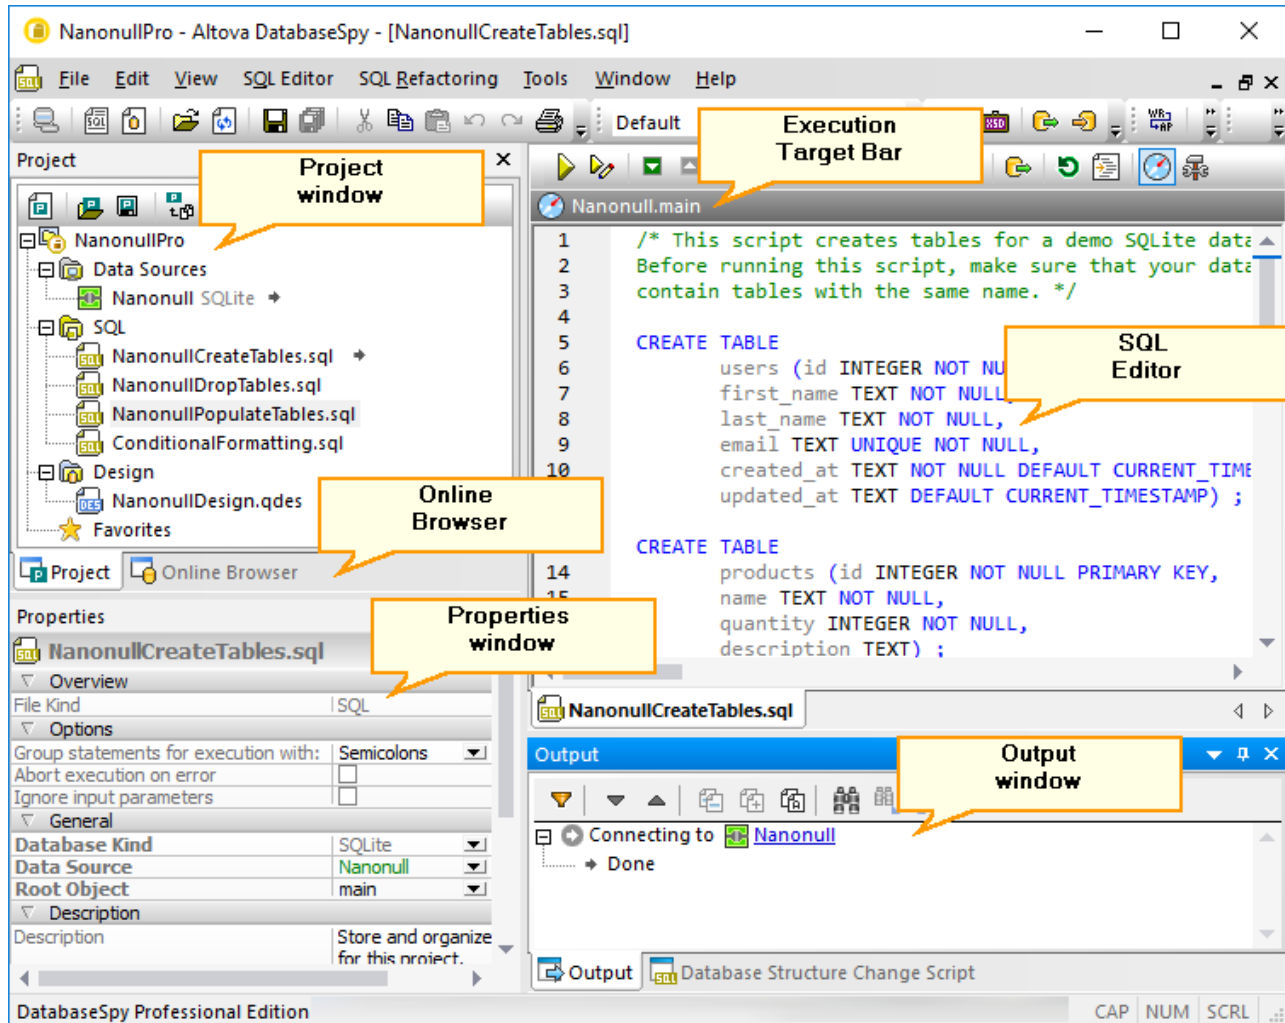 NanonullPro - Altova DatabaseSpy - [NanonullCreateTables.sql]
File Edit View SQL Editor SQL Refactoring Tools Window Help
Default
Execution
Target Bar
Project
Project
window
NanonullPro
Data Sources
Nanonull SQLite
SQL
NanonullCreateTables.sql
NanonullDropTables.sql
NanonullPopulateTables.sql
ConditionalFormatting.sql
Design
NanonullDesign.qdes
Favorites
Online
Browser
Project Online Browser
Nanonull.main
1 /* This script creates tables for a demo SQLite data
2 Before running this script, make sure that your data
3 contain tables with the same name. */
4
5 CREATE TABLE
6 users (id INTEGER NOT NU
7 first_name TEXT NOT NULL,
8 last_name TEXT NOT NULL,
9 email TEXT UNIQUE NOT NULL,
10 created_at TEXT NOT NULL DEFAULT CURRENT_TIME
updated_at TEXT DEFAULT CURRENT_TIMESTAMP) ;
CREATE TABLE
14 products (id INTEGER NOT NULL PRIMARY KEY,
15 name TEXT NOT NULL,
quantity INTEGER NOT NULL,
description TEXT) ;
SQL
Editor
NanonullCreateTables.sql
Properties
Properties
window
NanonullCreateTables.sql
Overview
File Kind SQL
Options
Group statements for execution with: Semicolons
Abort execution on error
Ignore input parameters
General
Database Kind SQLite
Data Source Nanonull
Root Object main
Description
Description Store and organize
for this project.
Output
Output
window
Connecting to Nanonull
Done
Output Database Structure Change Script
DatabaseSpy Professional Edition CAP NUM SCRL